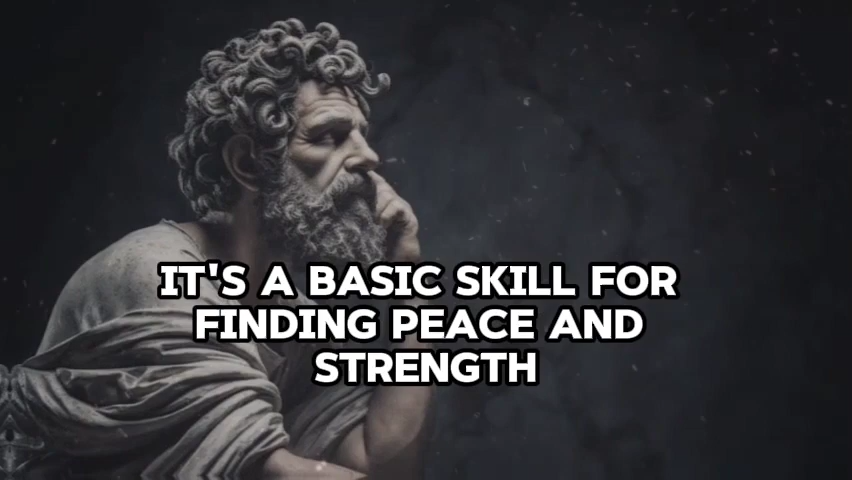 IT'S A BASIC SKILL FOR
FINDING PEACE AND
STRENGTH